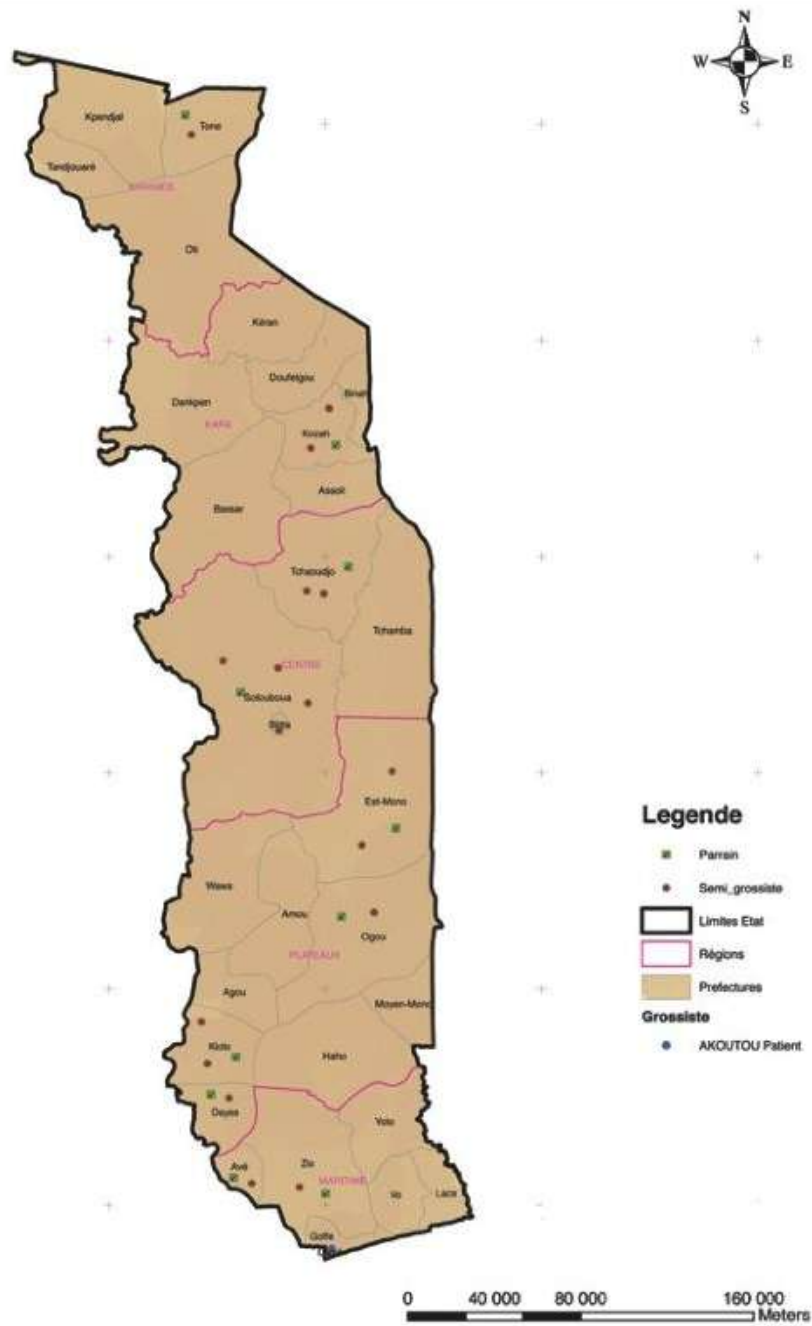 N
W E
S
Kpendjal
Tone
Tandjouaré
SAVANES
Oti
Kéran
Doufelgou
Binah
Dankpen
KARA
Kozah
Assoli
Bassar
Tchaoudjo
Tchamba
CENTRE
Sotouboua
Blitta
Est-Mono
Wawa
Amou
Ogou
PLATEAUX
Agou
Moyen-Mono
Kloto
Haho
Dayes
Yoto
Avé
Zio
MARITIME
Vo
Lacs
Golfe
Legende
Parrain
Semi_grossiste
Limites Etat
Régions
Prefectures
Grossiste
AKOUTOU Patient
0 40 000 80 000 160 000
Meters